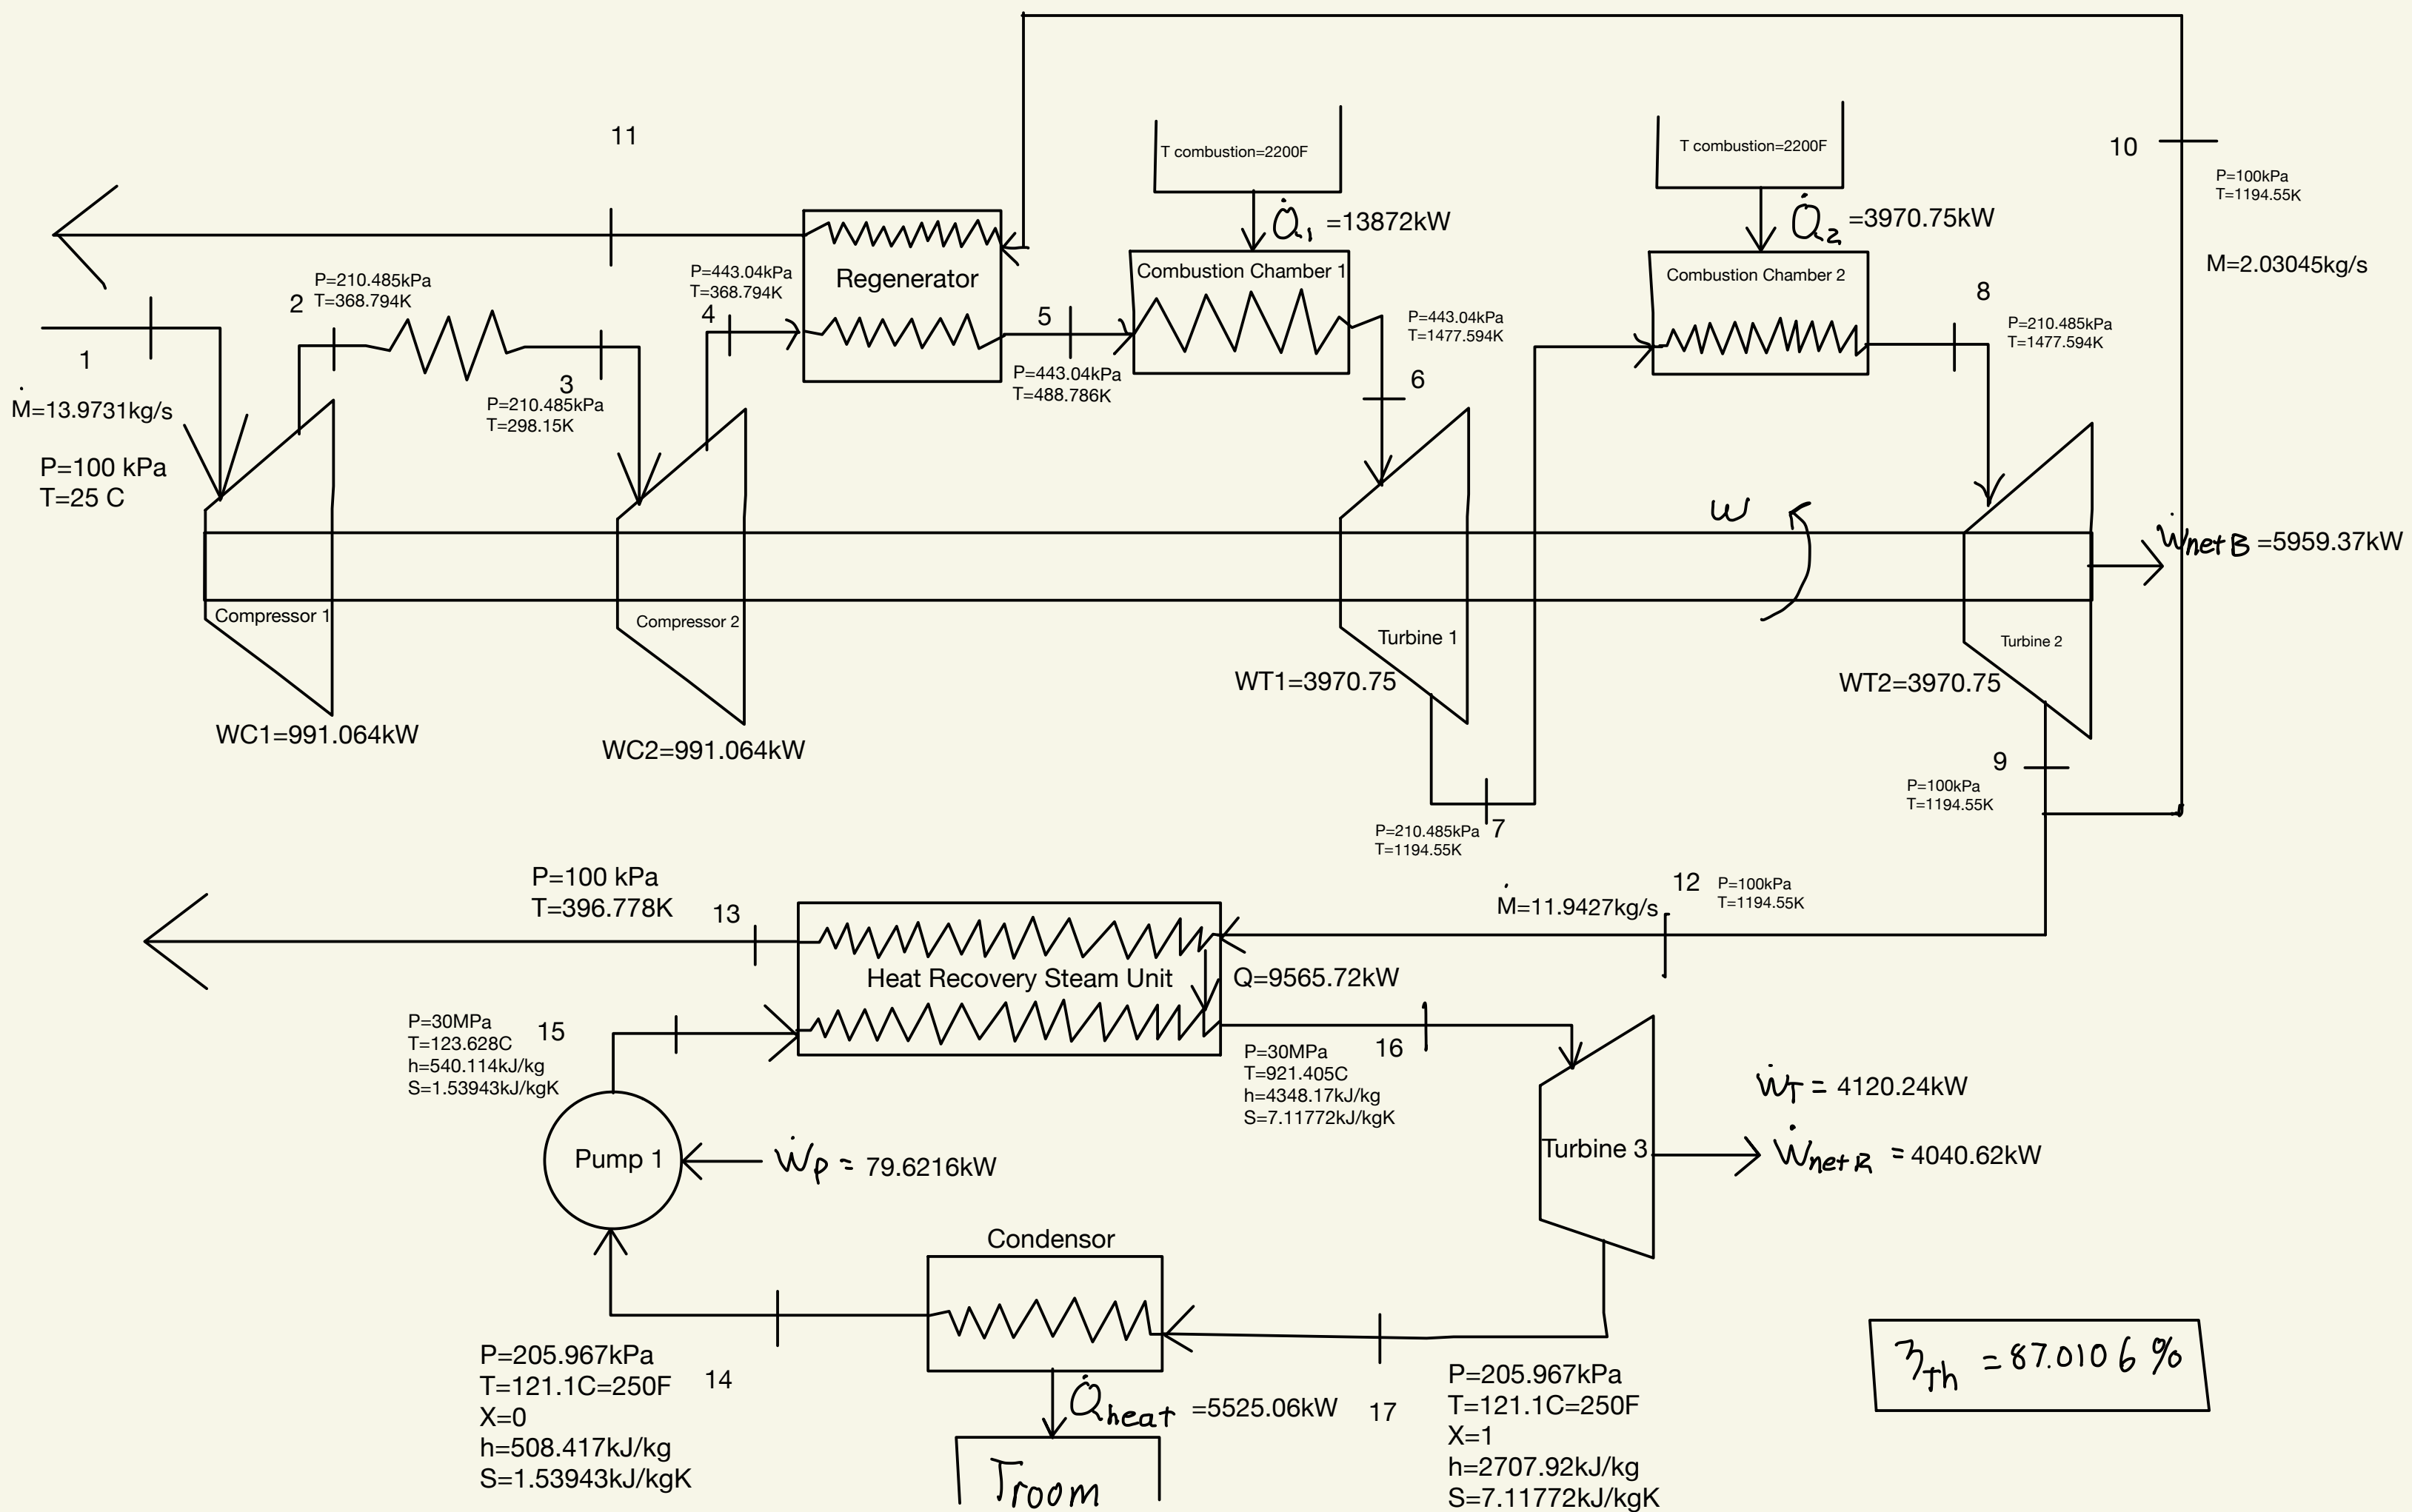 11
T combustion=2200F
Q̇₁ =13872kW
T combustion=2200F
Q̇₂ =3970.75kW
10
P=100kPa
T=1194.55K
M=2.03045kg/s
1
Ṁ=13.9731kg/s
P=100 kPa
T=25 C
2
P=210.485kPa
T=368.794K
3
P=210.485kPa
T=298.15K
P=443.04kPa
T=368.794K
4
Regenerator
5
P=443.04kPa
T=488.786K
Combustion Chamber 1
P=443.04kPa
T=1477.594K
6
Combustion Chamber 2
8
P=210.485kPa
T=1477.594K
Compressor 1
WC1=991.064kW
Compressor 2
WC2=991.064kW
Turbine 1
WT1=3970.75
ω
Turbine 2
WT2=3970.75
Ẇnet B =5959.37kW
P=210.485kPa
T=1194.55K
7
9
P=100kPa
T=1194.55K
P=100 kPa
T=396.778K
13
Ṁ=11.9427kg/s
12
P=100kPa
T=1194.55K
Heat Recovery Steam Unit
Q=9565.72kW
P=30MPa
T=123.628C
h=540.114kJ/kg
S=1.53943kJ/kgK
15
P=30MPa
T=921.405C
h=4348.17kJ/kg
S=7.11772kJ/kgK
16
Pump 1
Ẇp = 79.6216kW
Turbine 3
ẆT = 4120.24kW
Ẇnet R = 4040.62kW
Condensor
P=205.967kPa
T=121.1C=250F
X=0
h=508.417kJ/kg
S=1.53943kJ/kgK
14
Q̇heat =5525.06kW
Troom
17
P=205.967kPa
T=121.1C=250F
X=1
h=2707.92kJ/kg
S=7.11772kJ/kgK
ηth = 87.0106 %